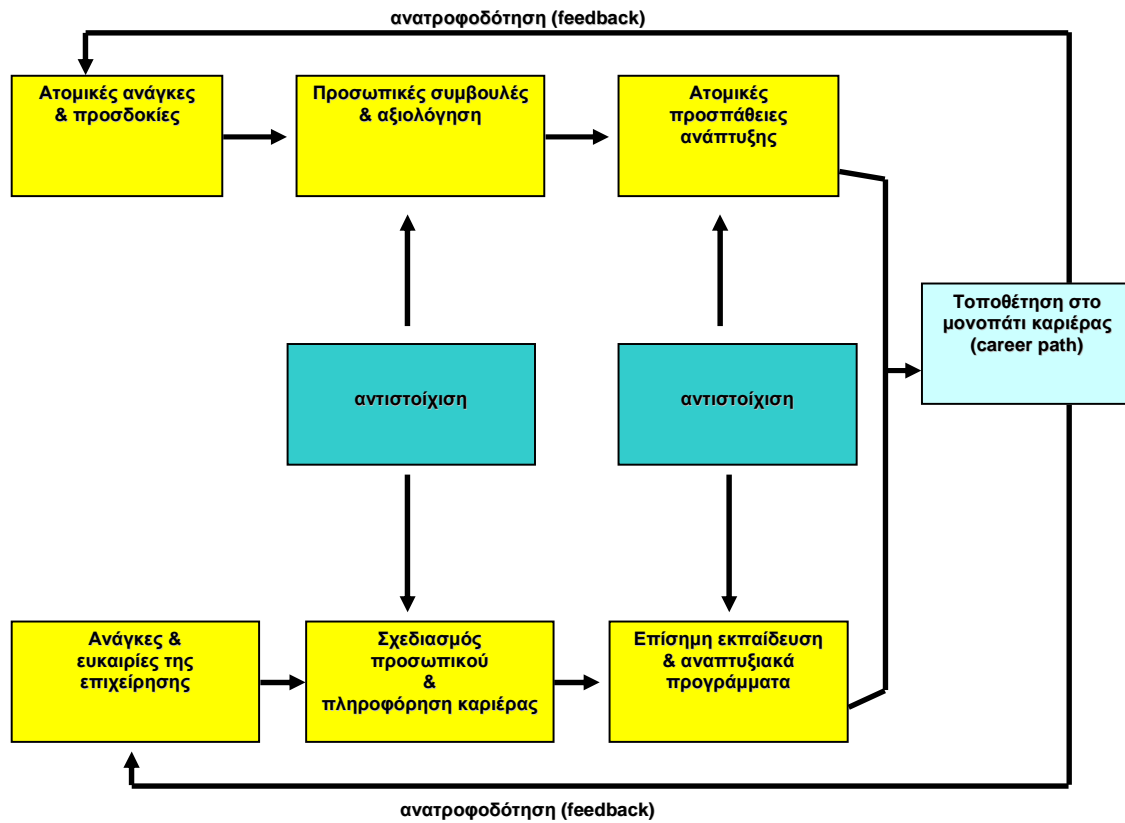 ανατροφοδότηση (feedback)
Ατομικές ανάγκες
& προσδοκίες
Προσωπικές συμβουλές
& αξιολόγηση
Ατομικές
προσπάθειες
ανάπτυξης
Τοποθέτηση στο
μονοπάτι καριέρας
(career path)
αντιστοίχιση
αντιστοίχιση
Ανάγκες &
ευκαιρίες της
επιχείρησης
Σχεδιασμός
προσωπικού
&
πληροφόρηση καριέρας
Επίσημη εκπαίδευση
& αναπτυξιακά
προγράμματα
ανατροφοδότηση (feedback)